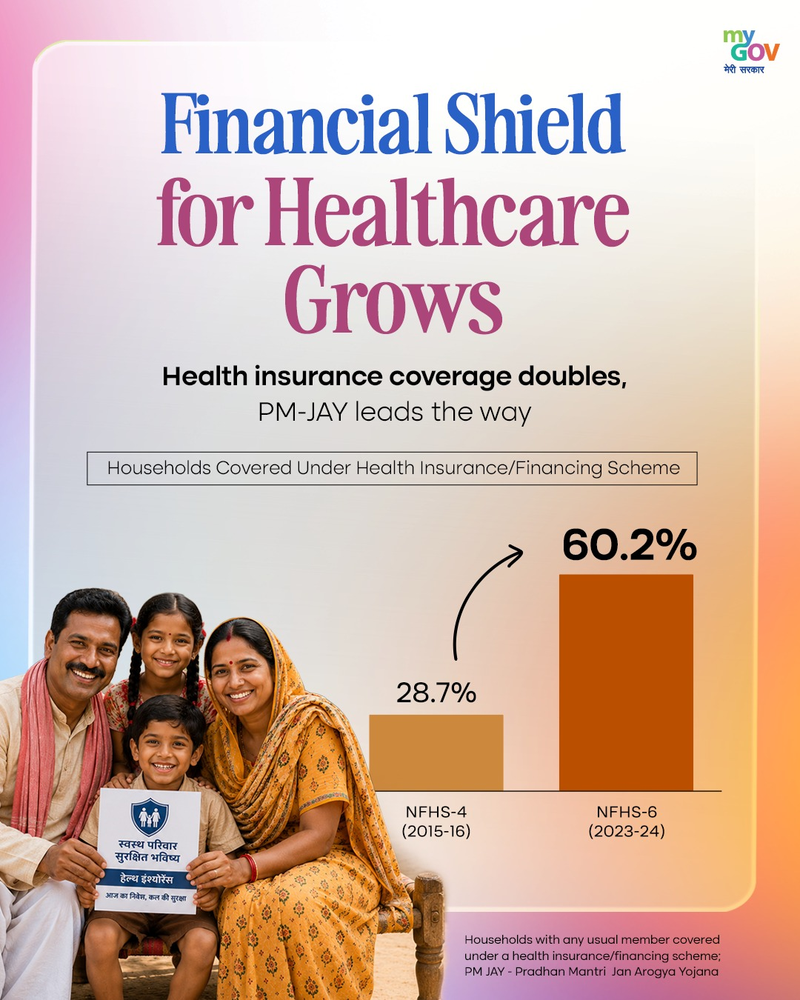 my
GOV
मेरी सरकार
Financial Shield
for Healthcare
Grows
Health insurance coverage doubles,
PM-JAY leads the way
Households Covered Under Health Insurance/Financing Scheme
60.2%
28.7%
NFHS-4
(2015-16)
NFHS-6
(2023-24)
स्वस्थ परिवार
सुरक्षित भविष्य
हेल्थ इंश्योरेंस
आज का निवेश, कल की सुरक्षा
Households with any usual member covered
under a health insurance/financing scheme;
PM JAY - Pradhan Mantri Jan Arogya Yojana